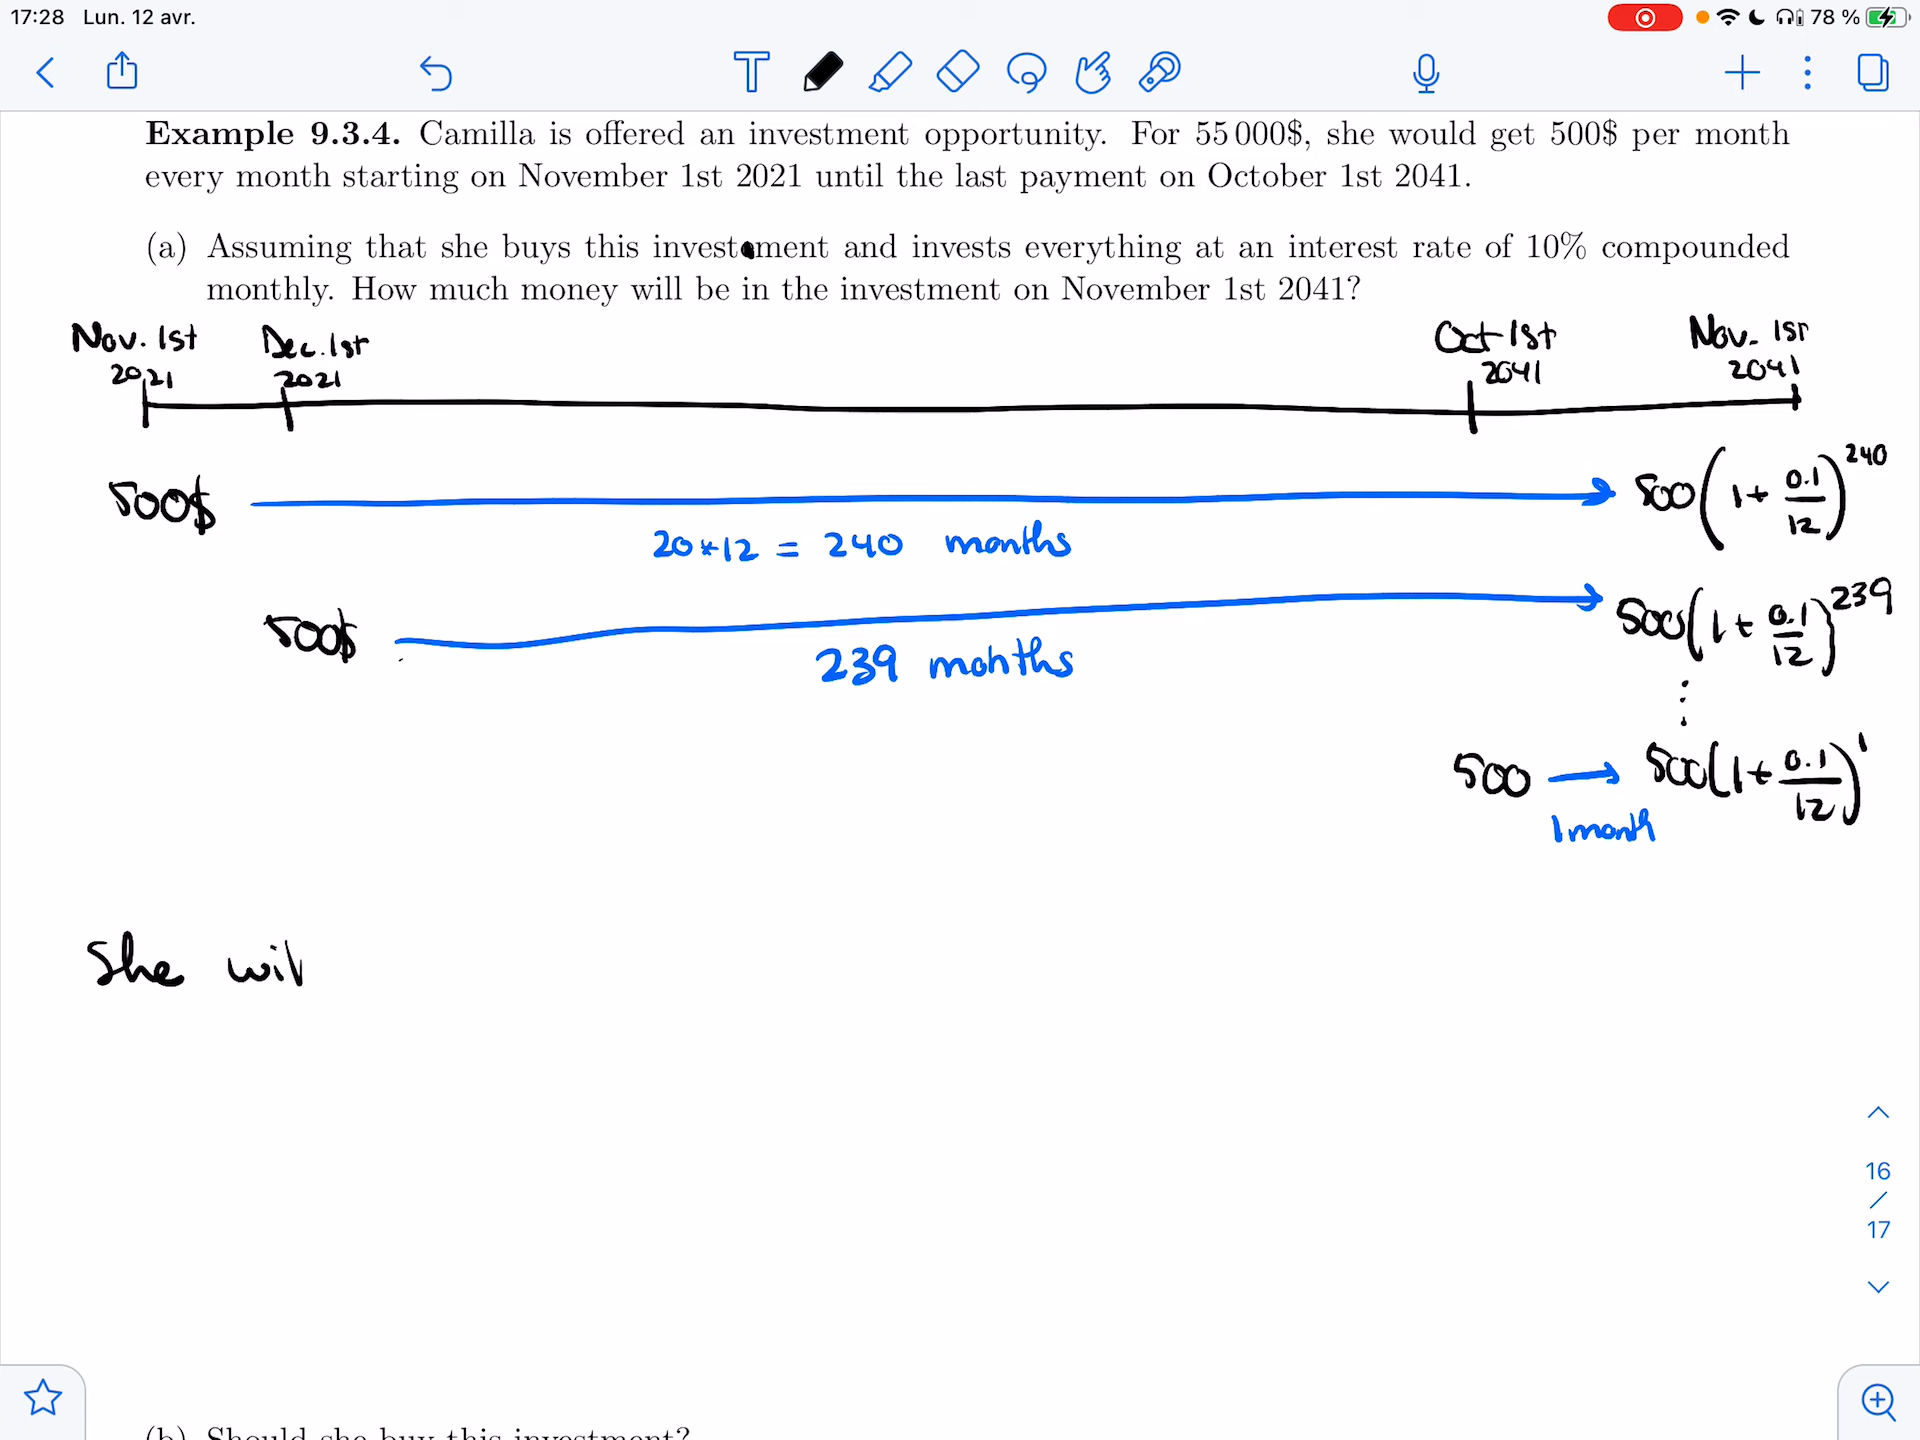 17:28 Lun. 12 avr. 78 %
Example 9.3.4. Camilla is offered an investment opportunity. For 55 000$, she would get 500$ per month
every month starting on November 1st 2021 until the last payment on October 1st 2041.
(a) Assuming that she buys this investment and invests everything at an interest rate of 10% compounded
monthly. How much money will be in the investment on November 1st 2041?
Nov. 1st Dec. 1st Oct 1st Nov. 1st
2021 2021 2041 2041
500$ 500(1+ 0.1/12)^240
20*12 = 240 months
500$ 500(1+ 0.1/12)^239
239 months
⋮
500 → 500(1+ 0.1/12)^1
1 month
She wil
16
/
17
(b) Should she buy this investment?